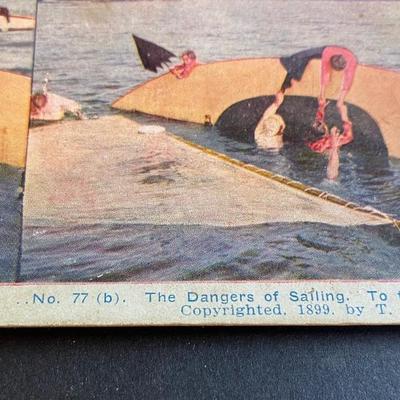 ..No. 77 (b). The Dangers of Sailing. To
Copyrighted, 1899, by T.